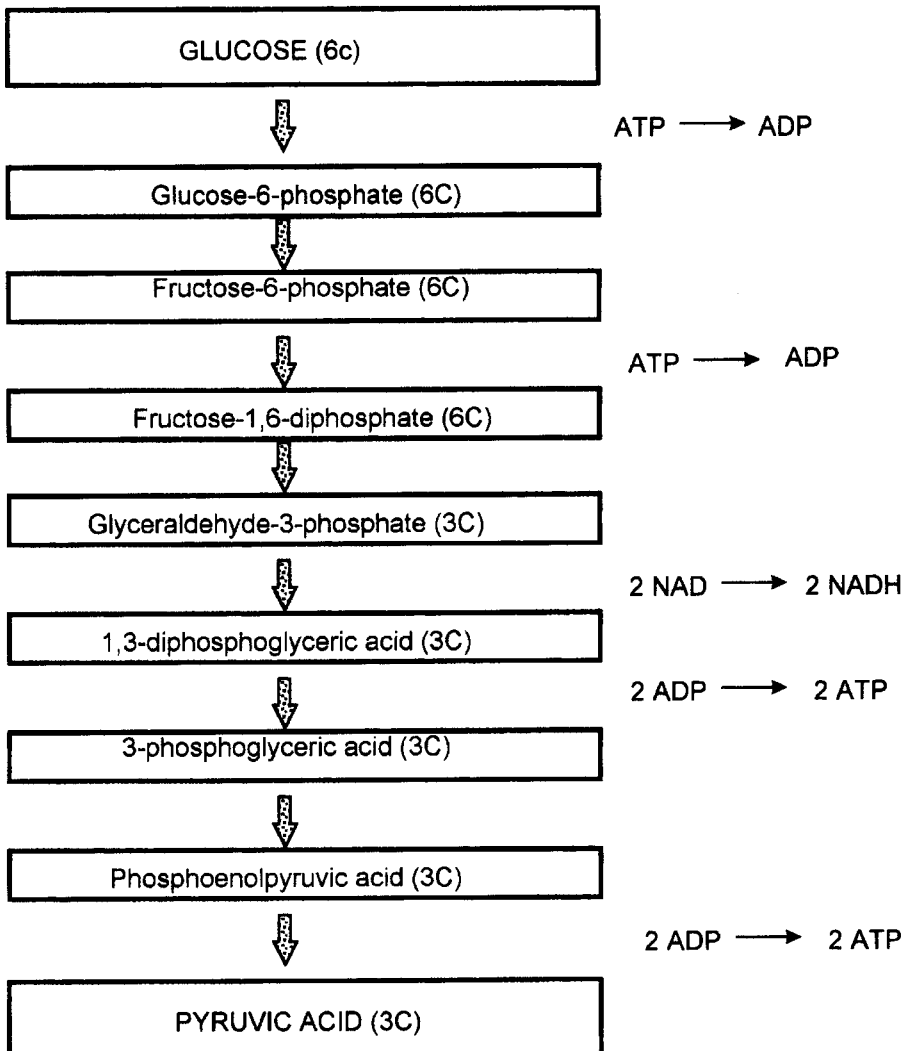 GLUCOSE (6c)
ATP → ADP
Glucose-6-phosphate (6C)
Fructose-6-phosphate (6C)
ATP → ADP
Fructose-1,6-diphosphate (6C)
Glyceraldehyde-3-phosphate (3C)
2 NAD → 2 NADH
1,3-diphosphoglyceric acid (3C)
2 ADP → 2 ATP
3-phosphoglyceric acid (3C)
Phosphoenolpyruvic acid (3C)
2 ADP → 2 ATP
PYRUVIC ACID (3C)